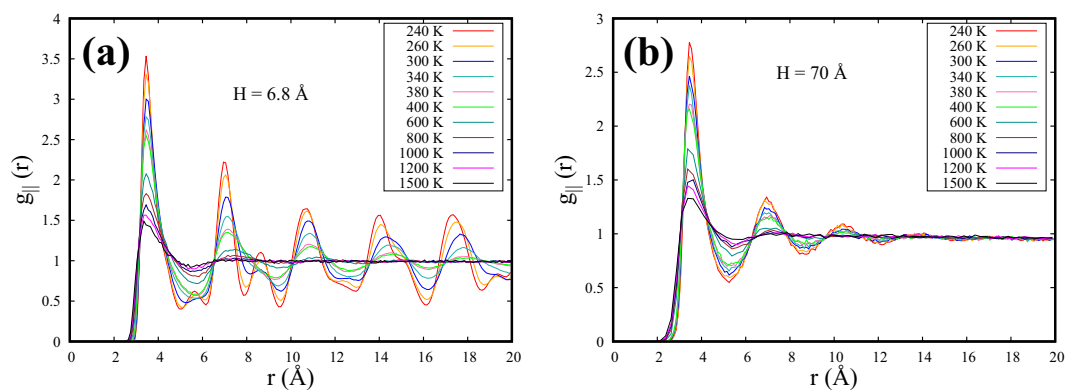 (a)
H = 6.8 Å
240 K
260 K
300 K
340 K
380 K
400 K
600 K
800 K
1000 K
1200 K
1500 K
g|| (r)
4
3.5
3
2.5
2
1.5
1
0.5
0
0 2 4 6 8 10 12 14 16 18 20
r (Å)
(b)
H = 70 Å
240 K
260 K
300 K
340 K
380 K
400 K
600 K
800 K
1000 K
1200 K
1500 K
g|| (r)
3
2.5
2
1.5
1
0.5
0
0 2 4 6 8 10 12 14 16 18 20
r (Å)